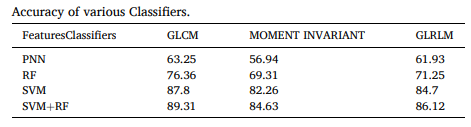 Accuracy of various Classifiers.
FeaturesClassifiers GLCM MOMENT INVARIANT GLRLM
PNN 63.25 56.94 61.93
RF 76.36 69.31 71.25
SVM 87.8 82.26 84.7
SVM+RF 89.31 84.63 86.12